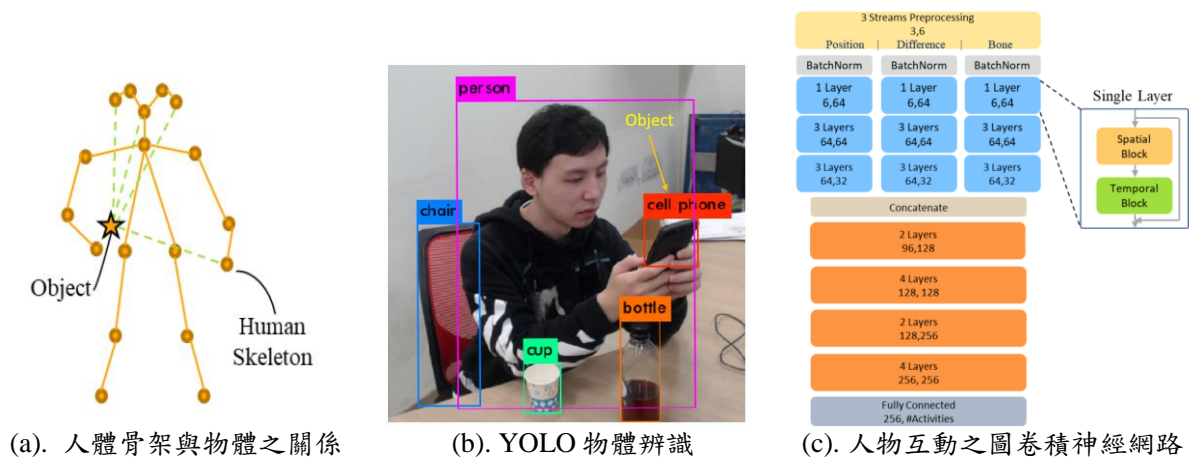 Object
Human
Skeleton
(a). 人體骨架與物體之關係
person
Object
chair
cell phone
bottle
cup
(b). YOLO 物體辨識
3 Streams Preprocessing
3,6
Position | Difference | Bone
BatchNorm BatchNorm BatchNorm
1 Layer 1 Layer 1 Layer
6,64 6,64 6,64
3 Layers 3 Layers 3 Layers
64,64 64,64 64,64
3 Layers 3 Layers 3 Layers
64,32 64,32 64,32
Concatenate
2 Layers
96,128
4 Layers
128, 128
2 Layers
128,256
4 Layers
256, 256
Fully Connected
256, #Activities
Single Layer
Spatial
Block
Temporal
Block
(c). 人物互動之圖卷積神經網路